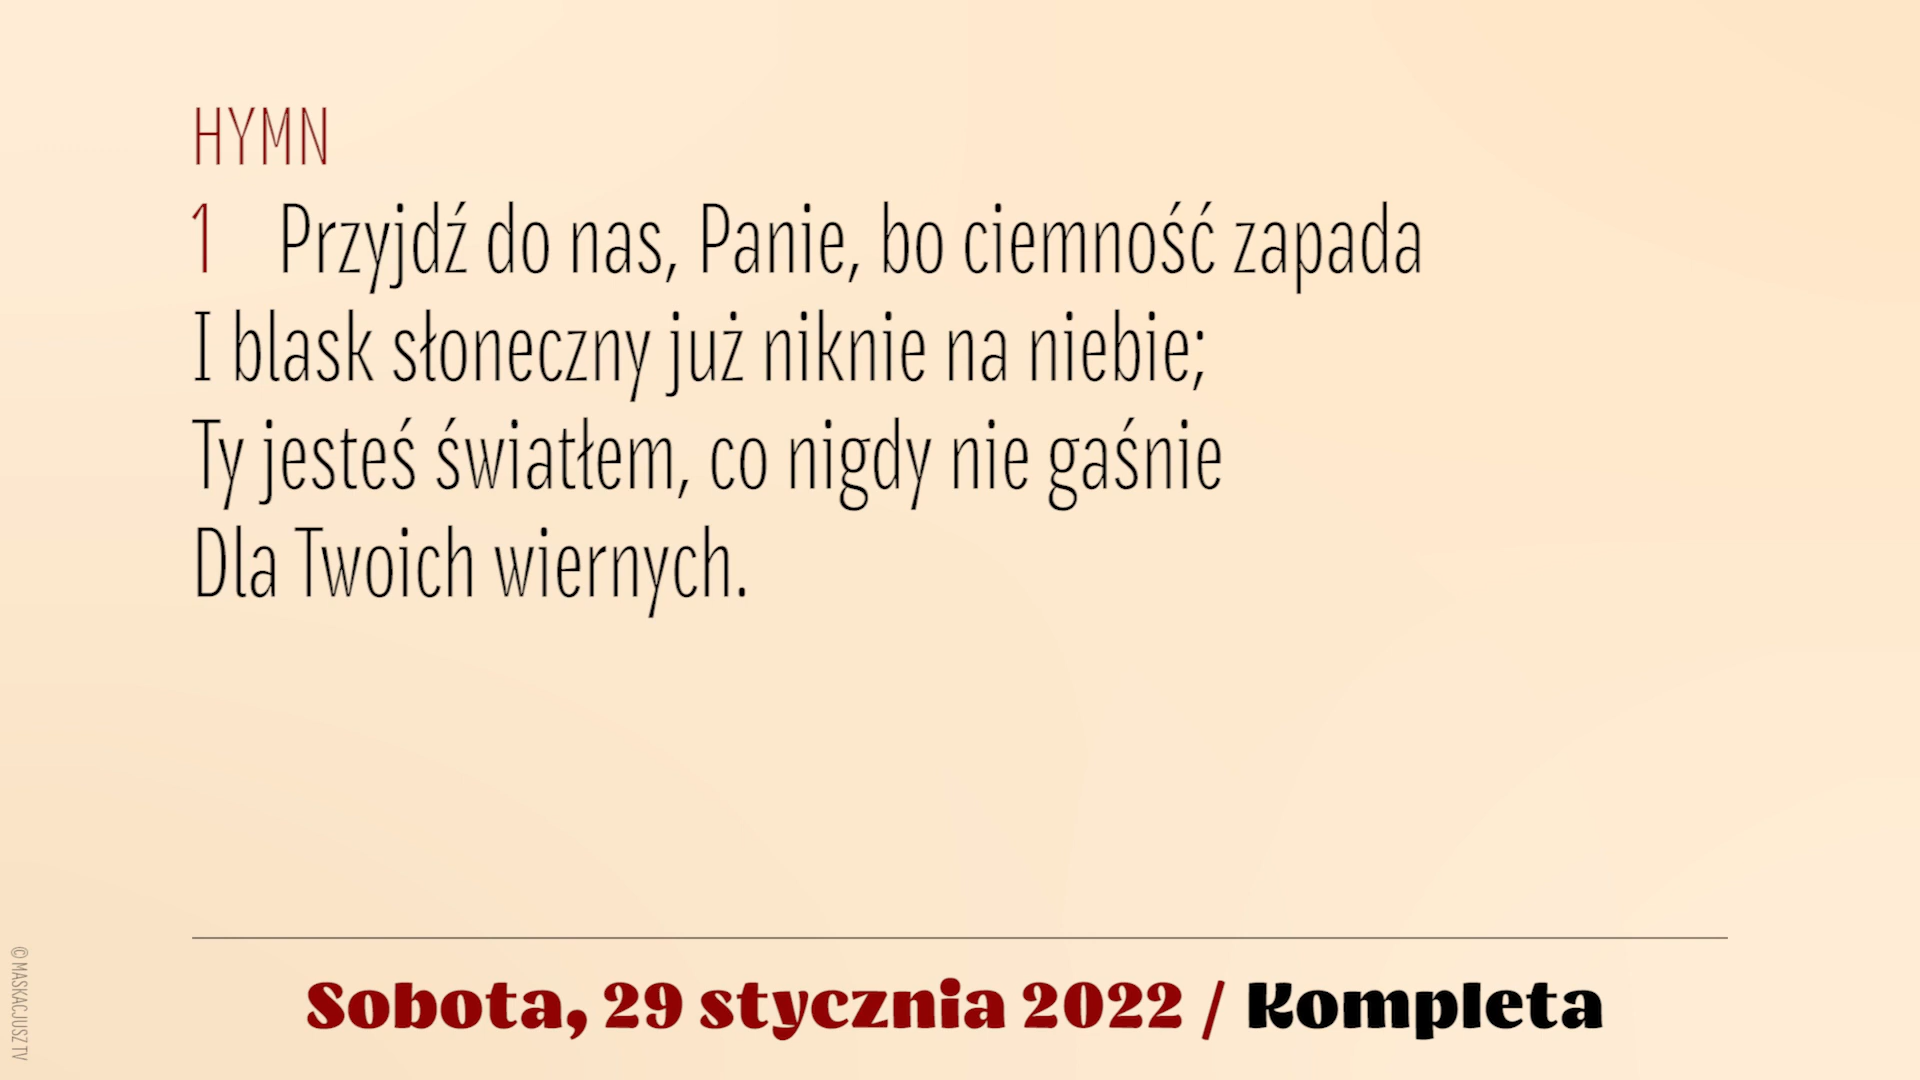 HYMN
1 Przyjdź do nas, Panie, bo ciemność zapada
I blask słoneczny już niknie na niebie;
Ty jesteś światłem, co nigdy nie gaśnie
Dla Twoich wiernych.
Sobota, 29 stycznia 2022 / Kompleta
© MASKACJUSZ TV